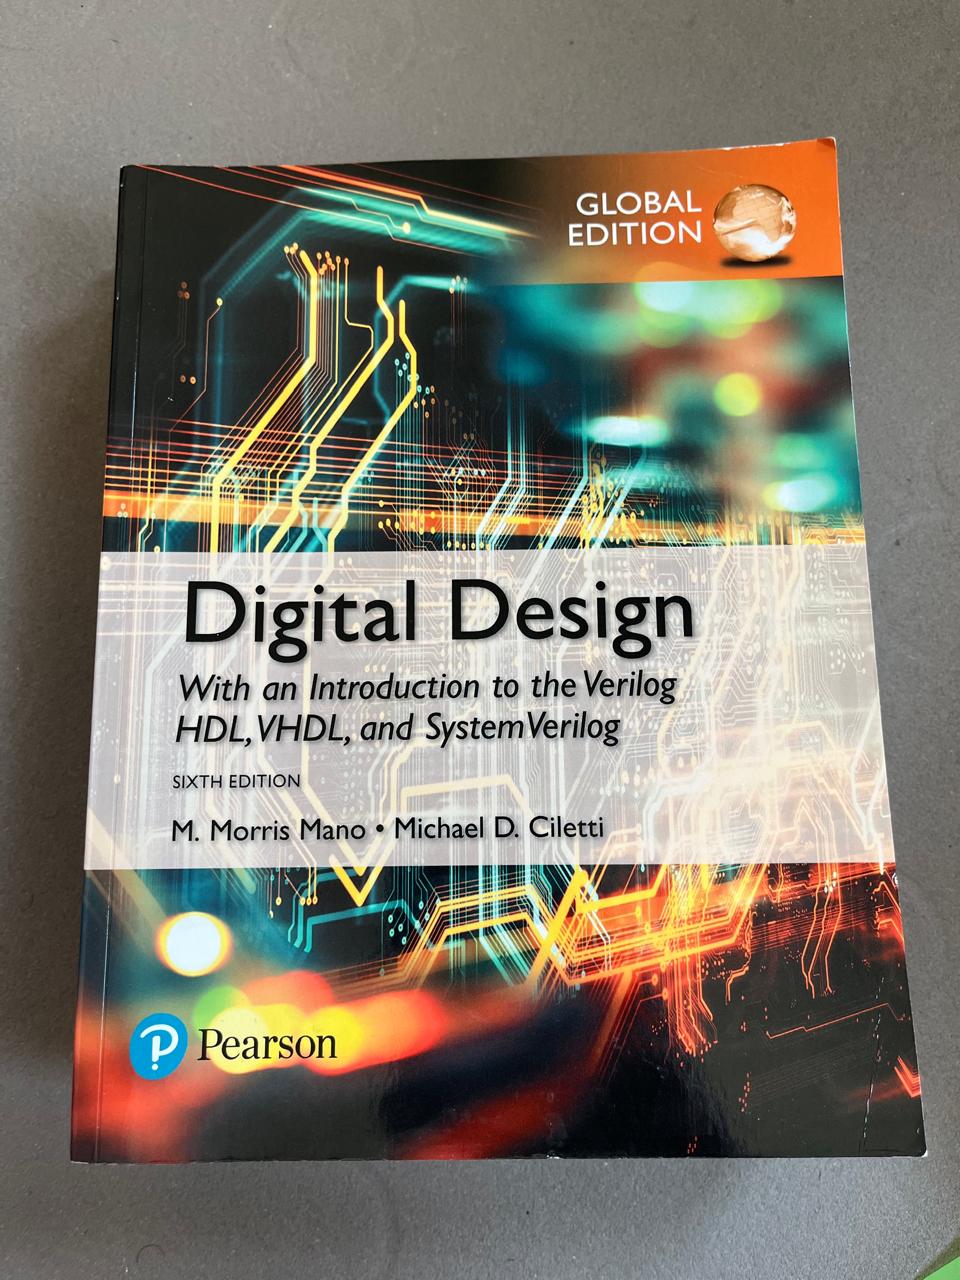 GLOBAL
EDITION
Digital Design
With an Introduction to the Verilog
HDL, VHDL, and SystemVerilog
SIXTH EDITION
M. Morris Mano • Michael D. Ciletti
Pearson